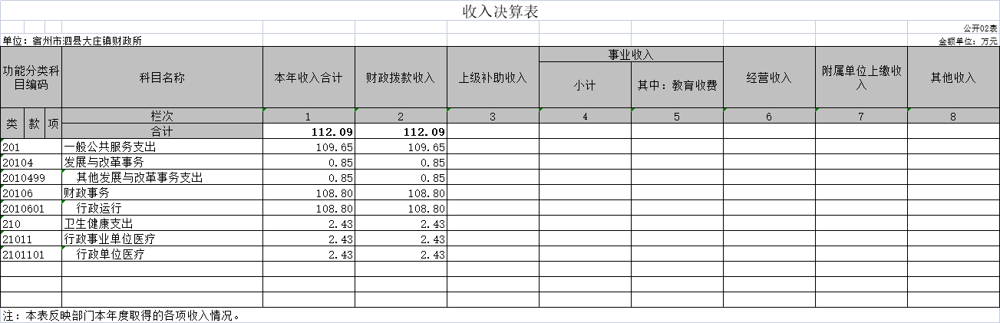 收入决算表
公开02表
单位：宿州市泗县大庄镇财政所 金额单位：万元
功能分类科目编码 科目名称 本年收入合计 财政拨款收入 上级补助收入 事业收入 经营收入 附属单位上缴收入 其他收入
小计 其中：教育收费
类 款 项 栏次 1 2 3 4 5 6 7 8
合计 112.09 112.09
201 一般公共服务支出 109.65 109.65
20104 发展与改革事务 0.85 0.85
2010499 其他发展与改革事务支出 0.85 0.85
20106 财政事务 108.80 108.80
2010601 行政运行 108.80 108.80
210 卫生健康支出 2.43 2.43
21011 行政事业单位医疗 2.43 2.43
2101101 行政单位医疗 2.43 2.43
注：本表反映部门本年度取得的各项收入情况。